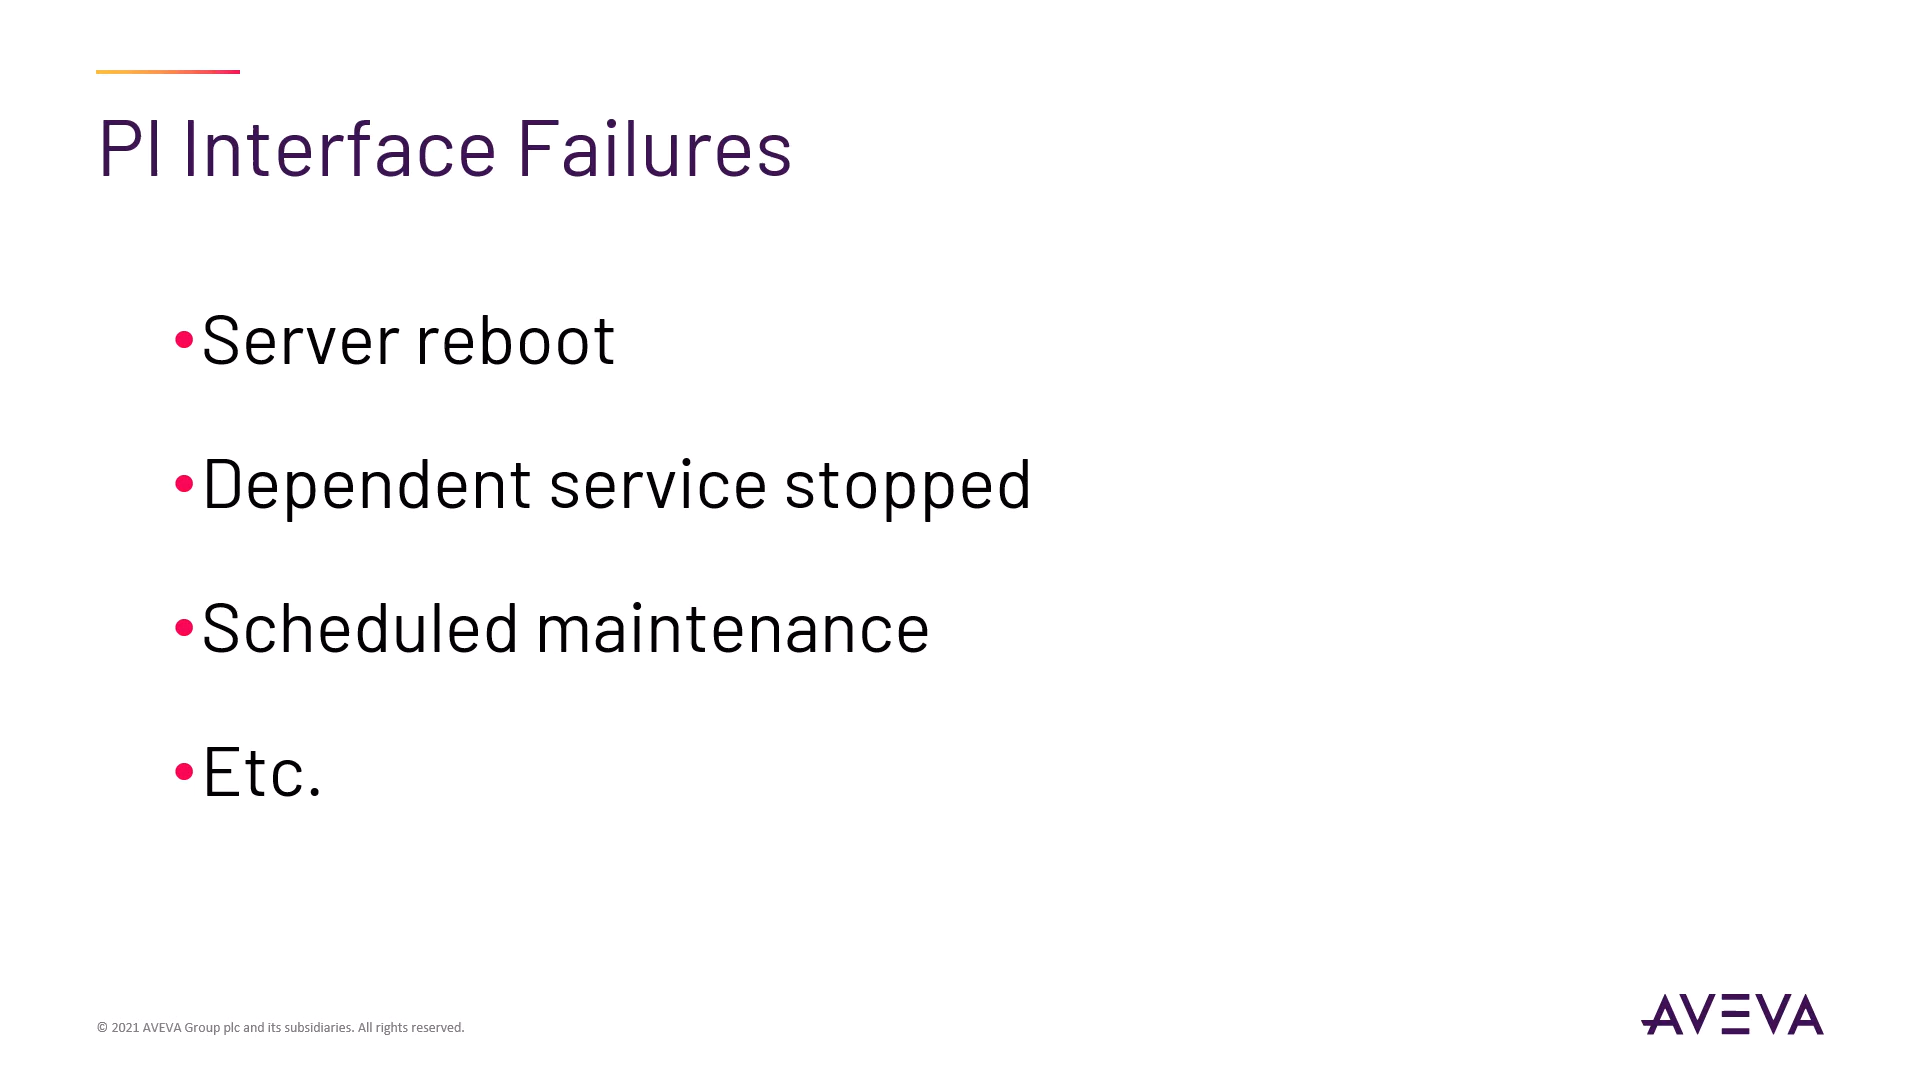 PI Interface Failures
•Server reboot
•Dependent service stopped
•Scheduled maintenance
•Etc.
© 2021 AVEVA Group plc and its subsidiaries. All rights reserved.
AVEVA